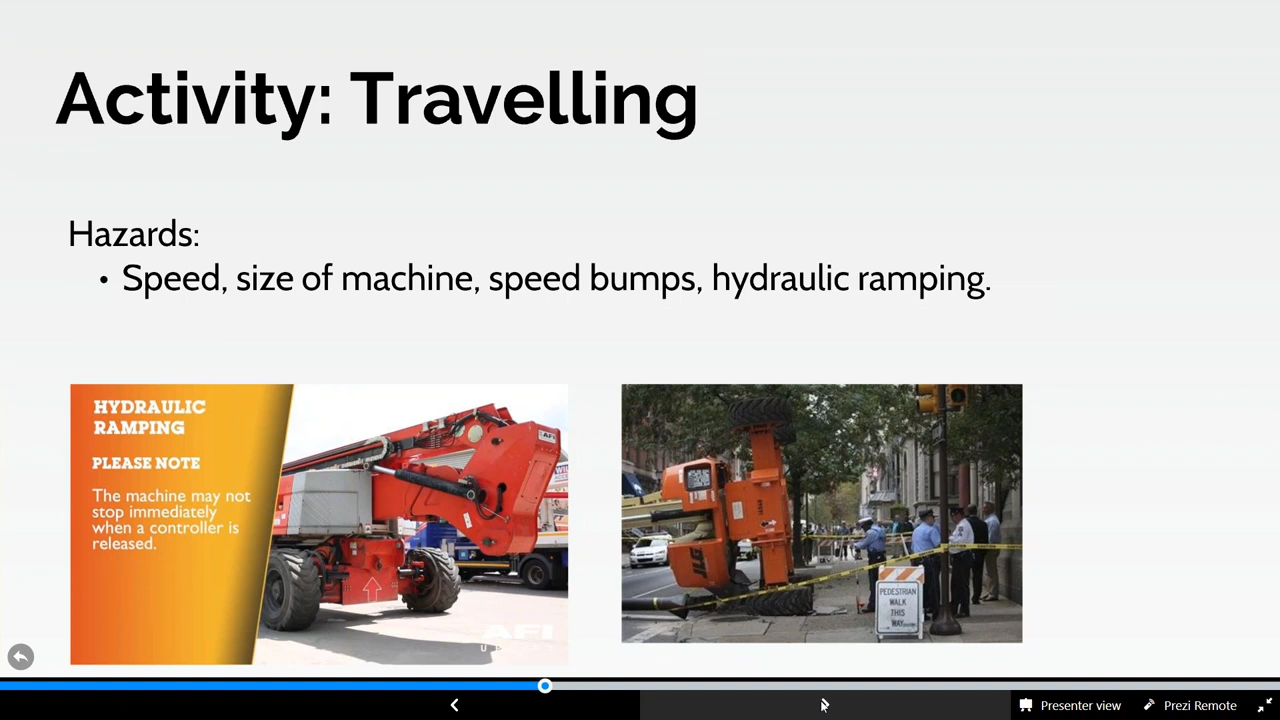 Activity: Travelling
Hazards:
• Speed, size of machine, speed bumps, hydraulic ramping.
HYDRAULIC
RAMPING
PLEASE NOTE
The machine may not
stop immediately
when a controller is
released.
AFI
PEDESTRIAN
WALK
THIS
WAY
Presenter view
Prezi Remote